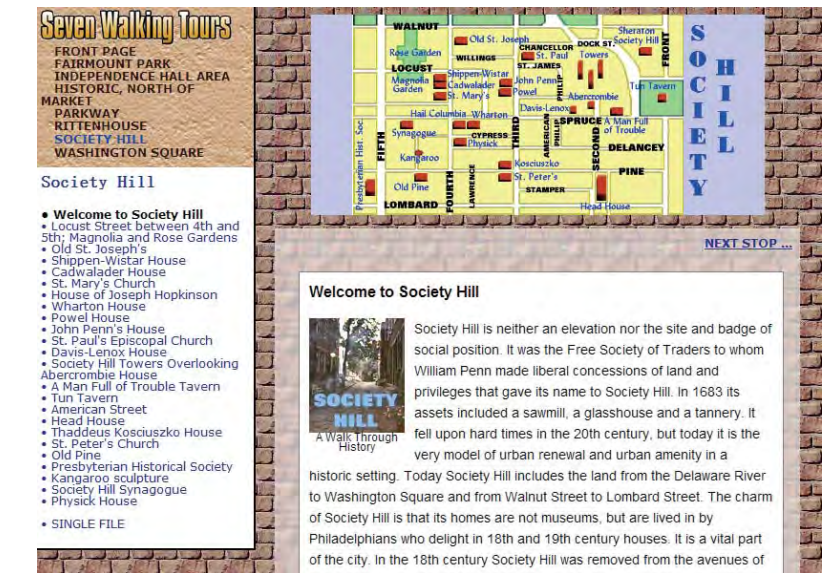 Seven Walking Tours
FRONT PAGE
FAIRMOUNT PARK
INDEPENDENCE HALL AREA
HISTORIC, NORTH OF
MARKET
PARKWAY
RITTENHOUSE
SOCIETY HILL
WASHINGTON SQUARE
Society Hill
• Welcome to Society Hill
• Locust Street between 4th and
5th; Magnolia and Rose Gardens
• Old St. Joseph's
• Shippen-Wistar House
• Cadwalader House
• St. Mary's Church
• House of Joseph Hopkinson
• Wharton House
• Powel House
• John Penn's House
• St. Paul's Episcopal Church
• Davis-Lenox House
• Society Hill Towers Overlooking
Abercrombie House
• A Man Full of Trouble Tavern
• Tun Tavern
• American Street
• Head House
• Thaddeus Kosciuszko House
• St. Peter's Church
• Old Pine
• Presbyterian Historical Society
• Kangaroo sculpture
• Society Hill Synagogue
• Physick House
• SINGLE FILE
WALNUT
Old St. Joseph
Sheraton
Society Hill
DOCK ST.
CHANCELLOR
Rose Garden
WILLINGS
St. Paul
Towers
FRONT
LOCUST
ST. JAMES
Shippen-Wistar
Magnolia
Garden
Cadwalader
St. Mary's
John Penn
Powel
PHILIP
Tun Tavern
Abercrombie
Davis-Lenox
Hail Columbia
Wharton
SPRUCE
A Man Full
of Trouble
Synagogue
CYPRESS
Physick
THIRD
AMERICAN
PHILIP
SECOND
DELANCEY
FIFTH
Presbyterian Hist. Soc.
Kangaroo
Kosciuszko
PINE
Old Pine
FOURTH
LAWRENCE
St. Peter's
STAMPER
LOMBARD
Head House
SOCIETY
HILL
NEXT STOP ...
Welcome to Society Hill
SOCIETY
HILL
A Walk Through
History
Society Hill is neither an elevation nor the site and badge of
social position. It was the Free Society of Traders to whom
William Penn made liberal concessions of land and
privileges that gave its name to Society Hill. In 1683 its
assets included a sawmill, a glasshouse and a tannery. It
fell upon hard times in the 20th century, but today it is the
very model of urban renewal and urban amenity in a
historic setting. Today Society Hill includes the land from the Delaware River
to Washington Square and from Walnut Street to Lombard Street. The charm
of Society Hill is that its homes are not museums, but are lived in by
Philadelphians who delight in 18th and 19th century houses. It is a vital part
of the city. In the 18th century Society Hill was removed from the avenues of